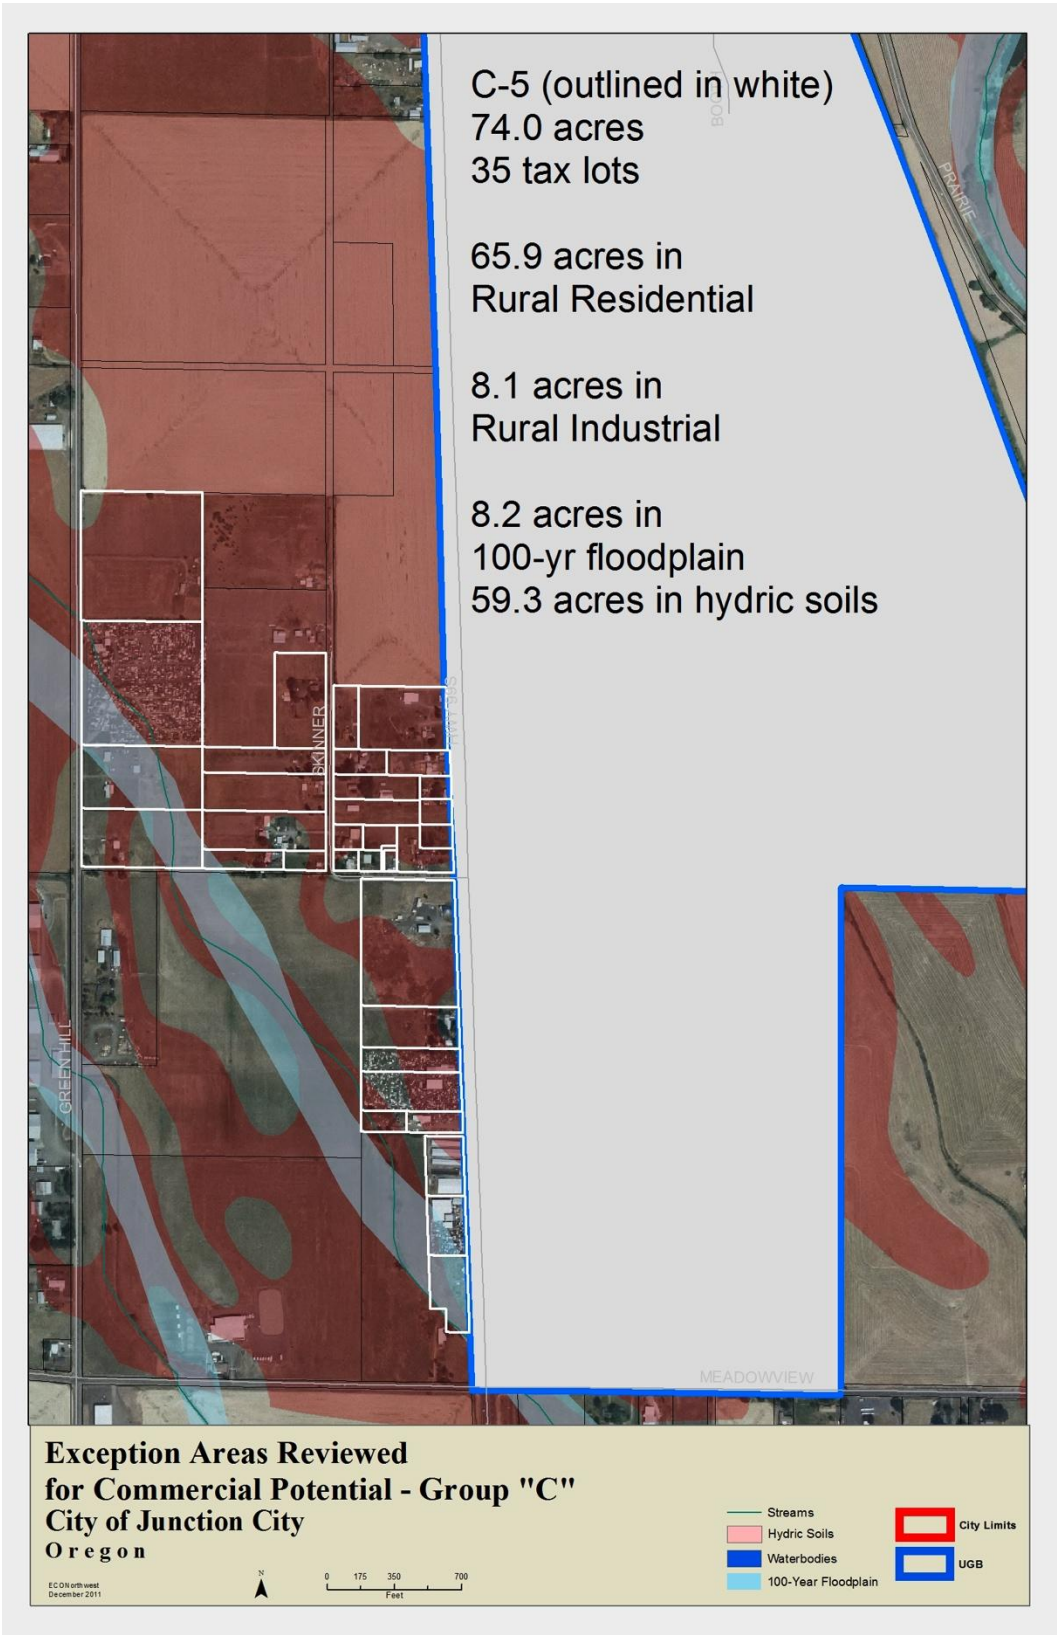 C-5 (outlined in white)
74.0 acres
35 tax lots
65.9 acres in
Rural Residential
8.1 acres in
Rural Industrial
8.2 acres in
100-yr floodplain
59.3 acres in hydric soils
BOOTH
PRAIRIE
SKINNER
HWY 99S
GREEN HILL
MEADOWVIEW
Exception Areas Reviewed
for Commercial Potential - Group "C"
City of Junction City
Oregon
ECONorthwest
December 2011
N
0 175 350 700
Feet
Streams
Hydric Soils
Waterbodies
100-Year Floodplain
City Limits
UGB